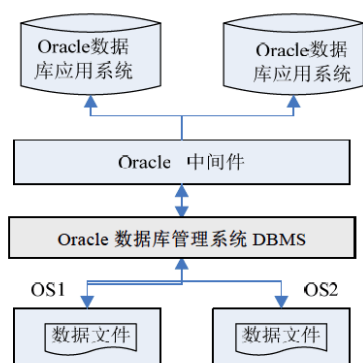 Oracle数据
库应用系统
Oracle数据
库应用系统
Oracle 中间件
Oracle 数据库管理系统 DBMS
OS1
OS2
数据文件
数据文件